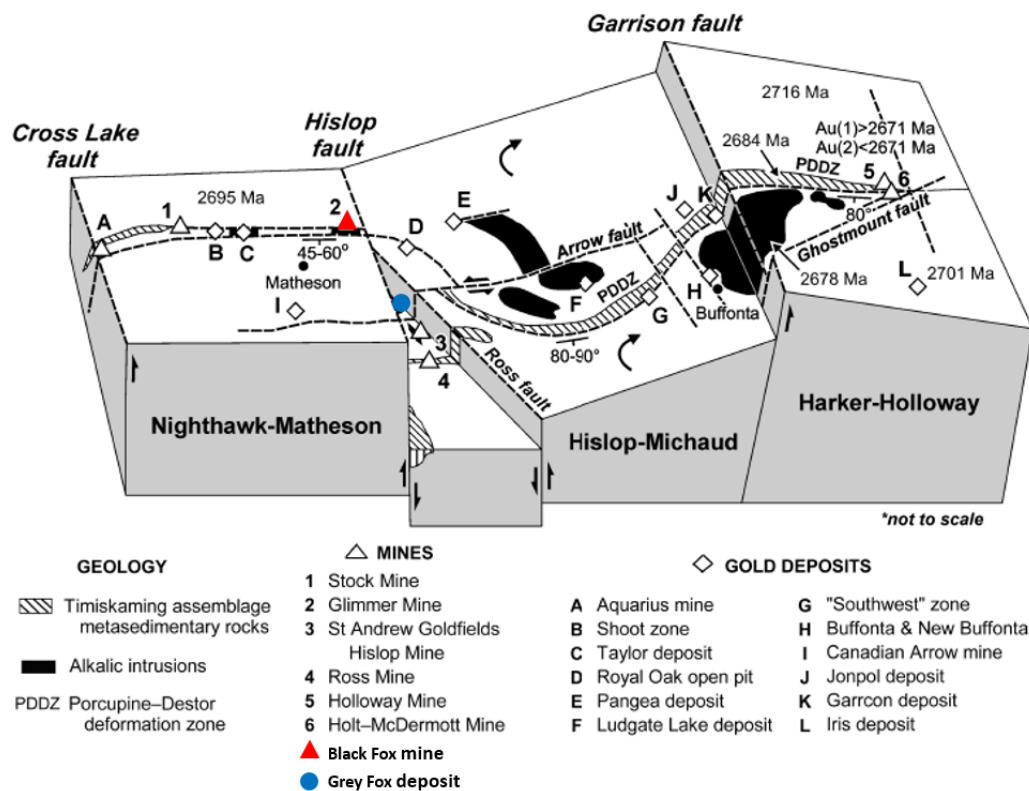 Garrison fault
Cross Lake
fault
Hislop
fault
2716 Ma
Au(1)>2671 Ma
Au(2)<2671 Ma
2684 Ma
PDDZ
5
6
80°
Ghostmount fault
A
1
2695 Ma
2
B
C
45-60°
Matheson
I
D
E
Arrow fault
F
PDDZ
G
J
K
H
Buffonta
2678 Ma
L
2701 Ma
3
4
Ross fault
80-90°
Nighthawk-Matheson
Hislop-Michaud
Harker-Holloway
*not to scale
GEOLOGY
Timiskaming assemblage
metasedimentary rocks
Alkalic intrusions
PDDZ Porcupine–Destor
deformation zone
MINES
1 Stock Mine
2 Glimmer Mine
3 St Andrew Goldfields
Hislop Mine
4 Ross Mine
5 Holloway Mine
6 Holt–McDermott Mine
Black Fox mine
Grey Fox deposit
GOLD DEPOSITS
A Aquarius mine
B Shoot zone
C Taylor deposit
D Royal Oak open pit
E Pangea deposit
F Ludgate Lake deposit
G "Southwest" zone
H Buffonta & New Buffonta
I Canadian Arrow mine
J Jonpol deposit
K Garrcon deposit
L Iris deposit